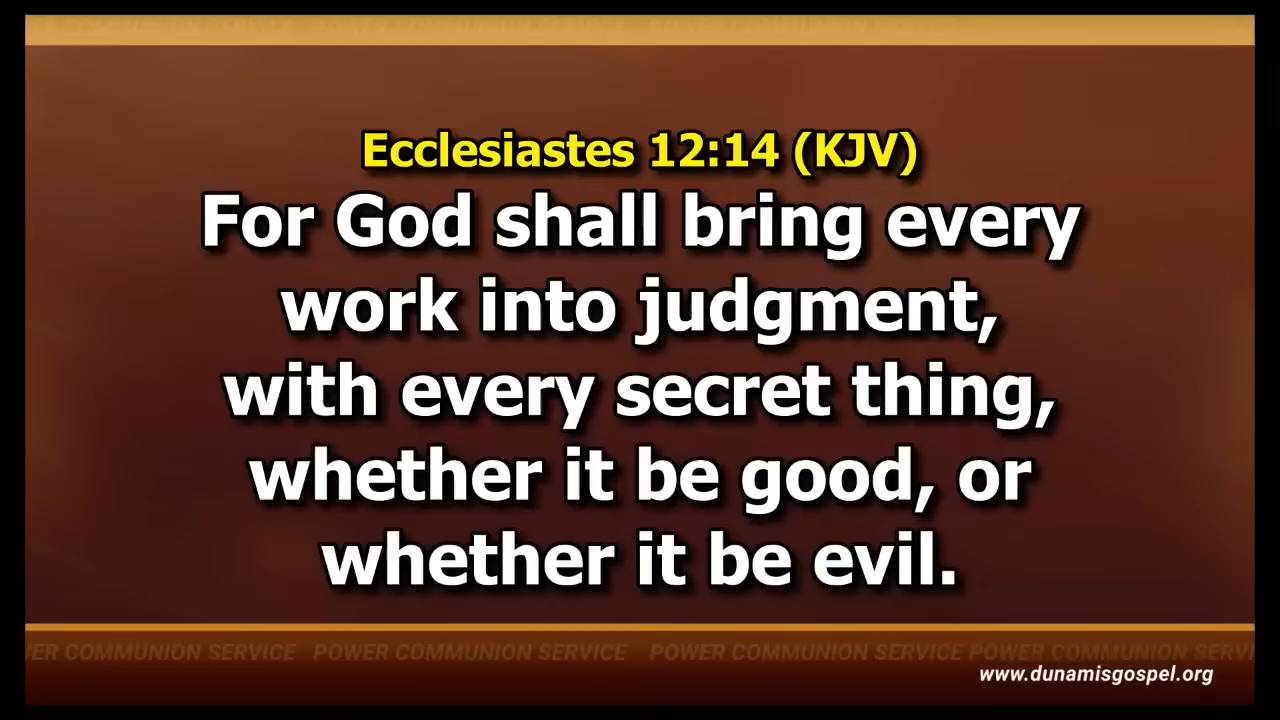 Ecclesiastes 12:14 (KJV)
For God shall bring every
work into judgment,
with every secret thing,
whether it be good, or
whether it be evil.
ER COMMUNION SERVICE POWER COMMUNION SERVICE POWER COMMUNION SERVICE POWER COMMUNION SERVI
www.dunamisgospel.org